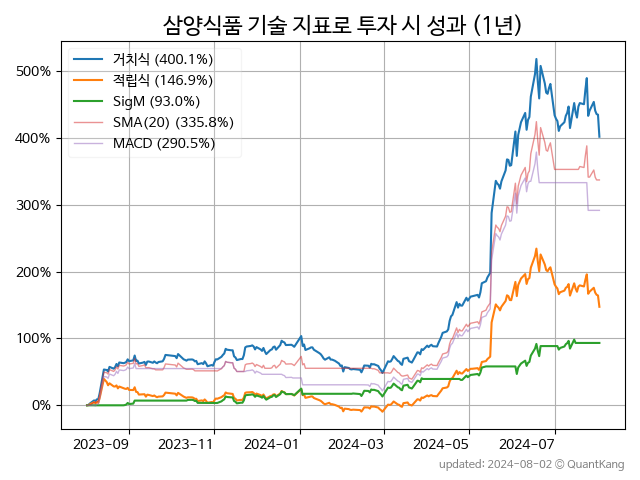 삼양식품 기술 지표로 투자 시 성과 (1년)
거치식 (400.1%)
적립식 (146.9%)
SigM (93.0%)
SMA(20) (335.8%)
MACD (290.5%)
500%
400%
300%
200%
100%
0%
2023-09 2023-11 2024-01 2024-03 2024-05 2024-07
updated: 2024-08-02 © QuantKang